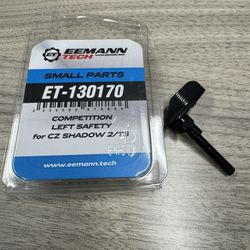 ET
EEMANN
TECH
SMALL PARTS
ET-130170
COMPETITION
LEFT SAFETY
for CZ SHADOW 2/TS
www.eemann.tech